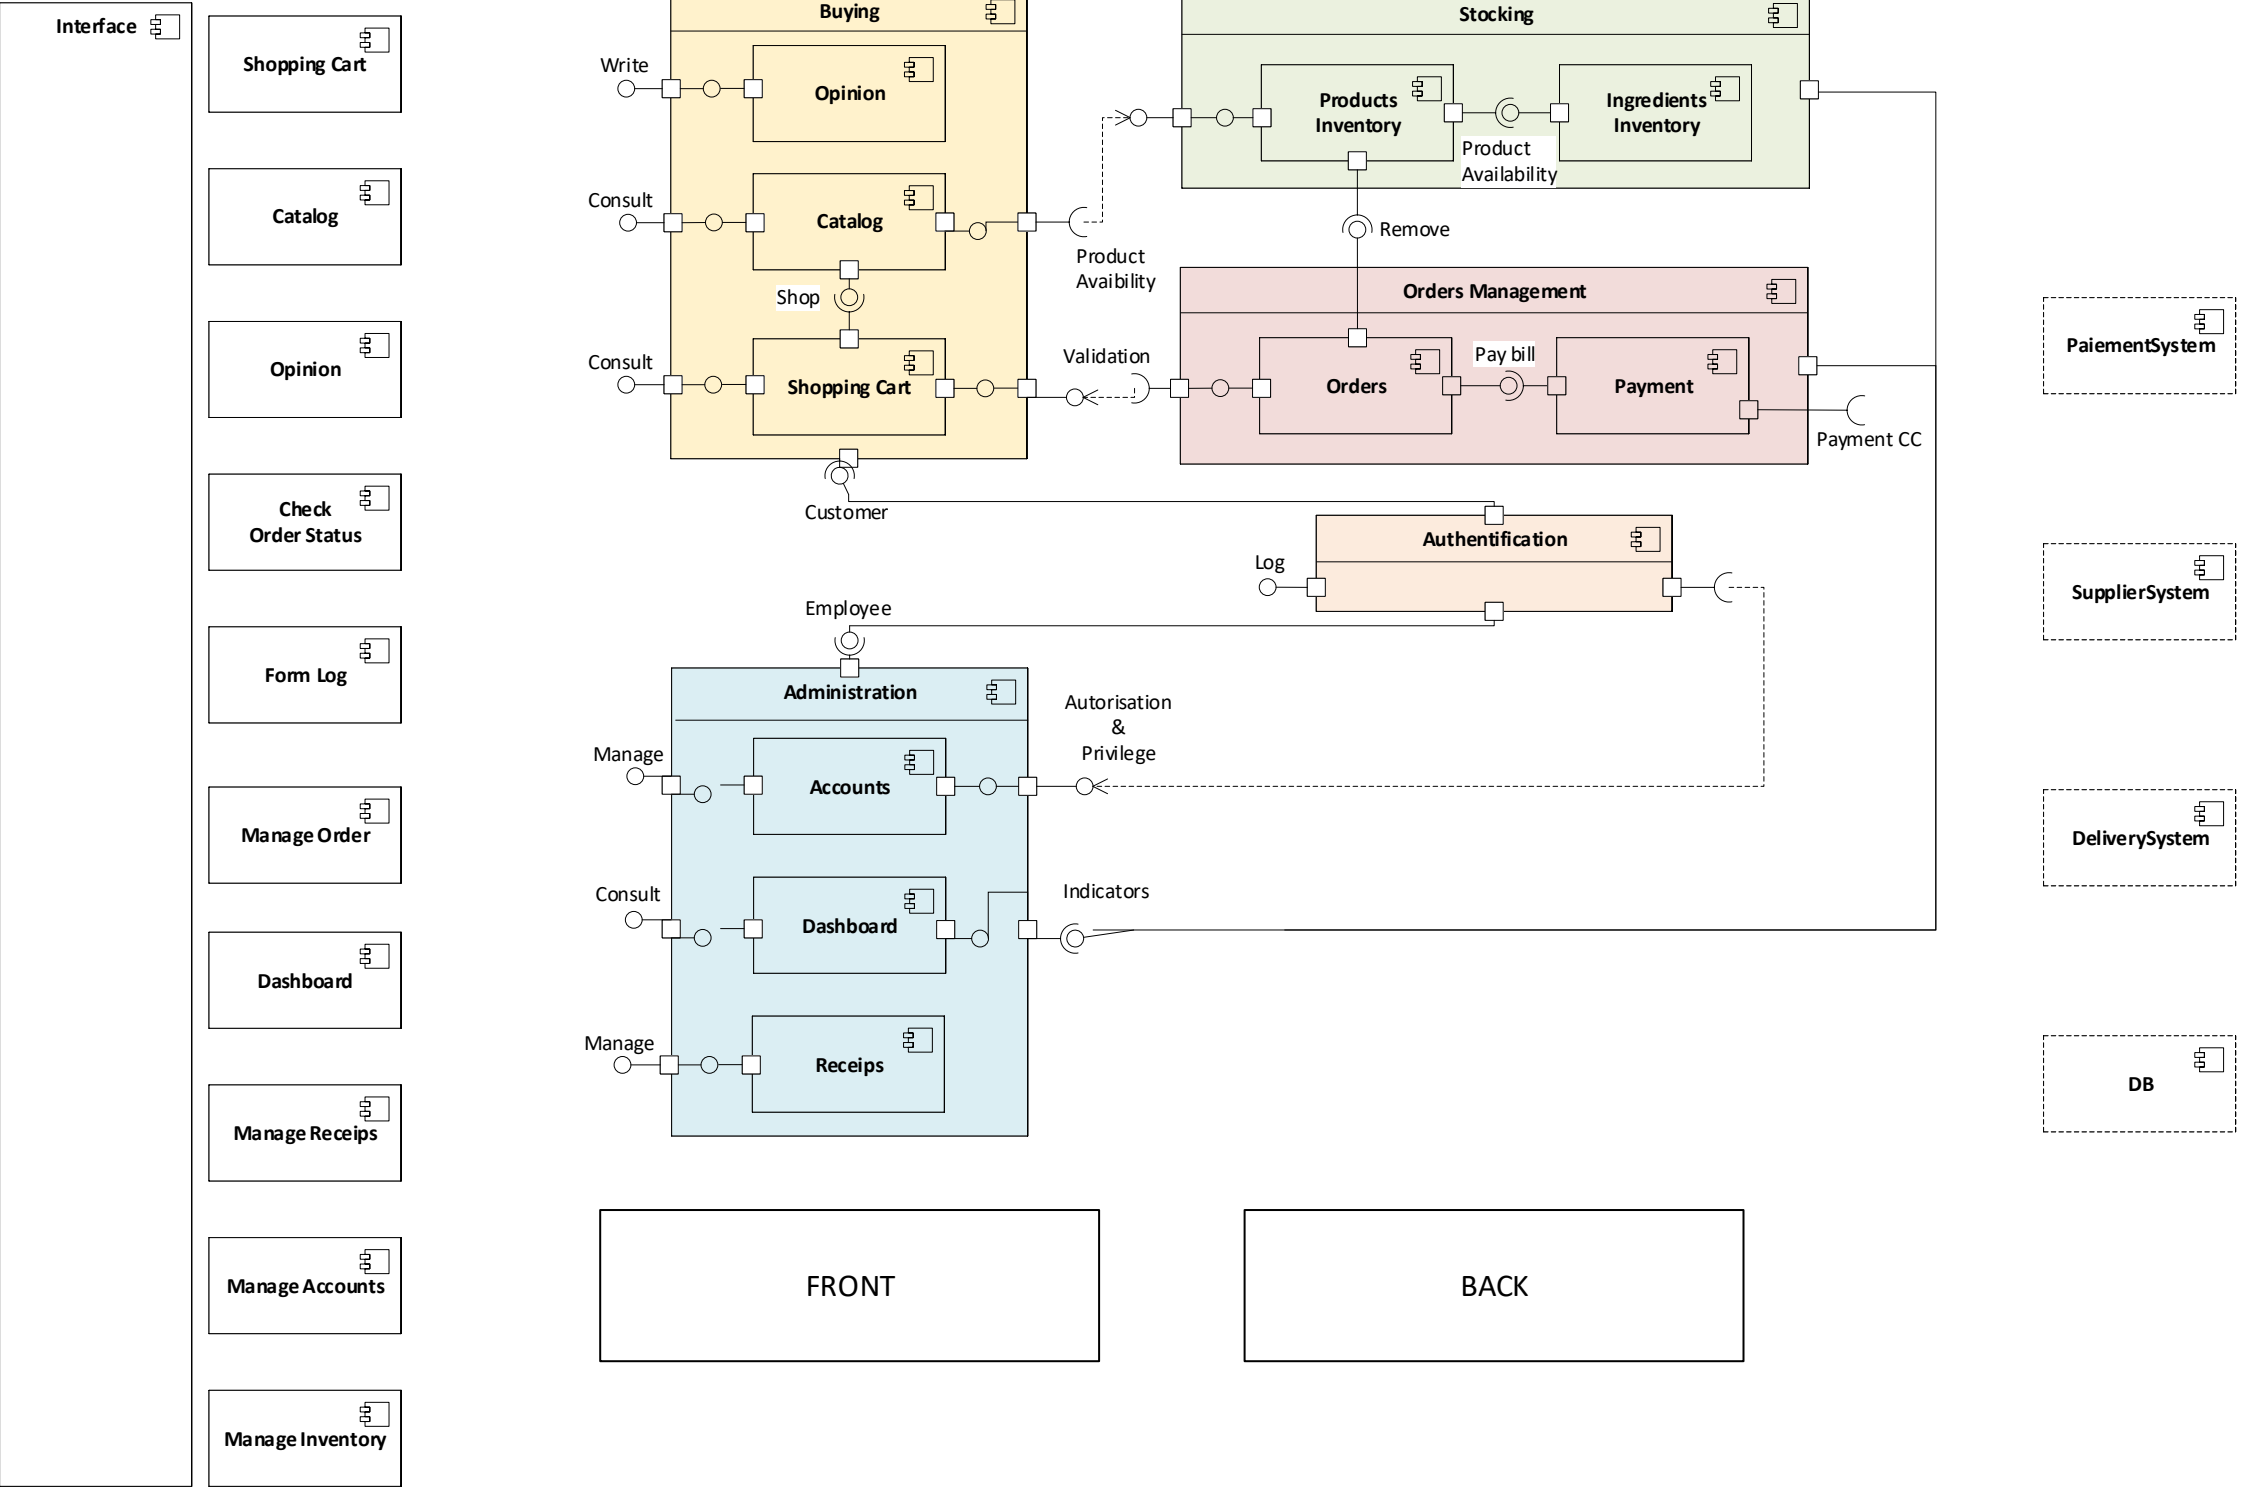 Interface
Shopping Cart
Catalog
Opinion
Check
Order Status
Form Log
Manage Order
Dashboard
Manage Receips
Manage Accounts
Manage Inventory
Buying
Write
Opinion
Consult
Catalog
Product
Avaibility
Shop
Consult
Shopping Cart
Validation
Customer
Stocking
Products
Inventory
Ingredients
Inventory
Product
Availability
Remove
Orders Management
Orders
Pay bill
Payment
Payment CC
Authentification
Log
Employee
Administration
Autorisation
&
Privilege
Manage
Accounts
Consult
Dashboard
Indicators
Manage
Receips
PaiementSystem
SupplierSystem
DeliverySystem
DB
FRONT
BACK